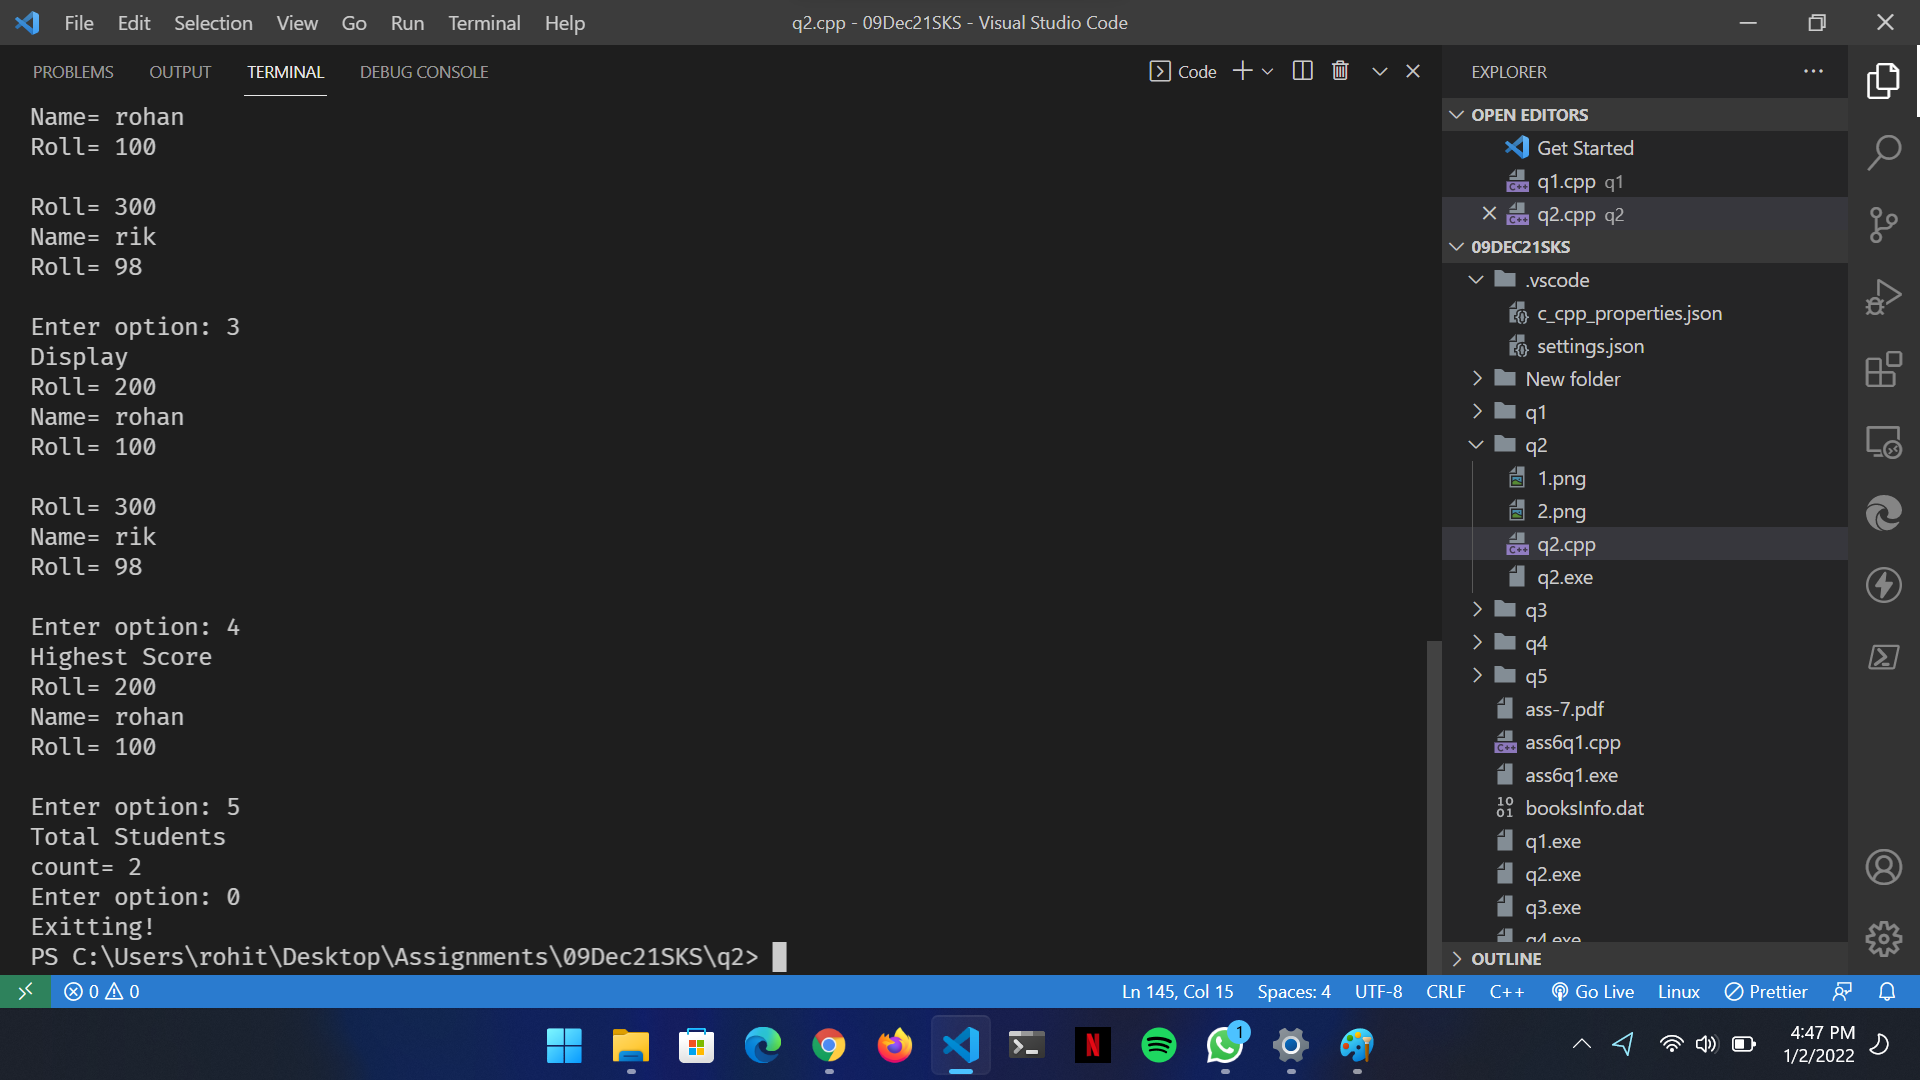 File Edit Selection View Go Run Terminal Help
q2.cpp - 09Dec21SKS - Visual Studio Code
PROBLEMS OUTPUT TERMINAL DEBUG CONSOLE
Code
Name= rohan
Roll= 100
Roll= 300
Name= rik
Roll= 98
Enter option: 3
Display
Roll= 200
Name= rohan
Roll= 100
Roll= 300
Name= rik
Roll= 98
Enter option: 4
Highest Score
Roll= 200
Name= rohan
Roll= 100
Enter option: 5
Total Students
count= 2
Enter option: 0
Exitting!
PS C:\Users\rohit\Desktop\Assignments\09Dec21SKS\q2>
EXPLORER
OPEN EDITORS
Get Started
q1.cpp q1
q2.cpp q2
09DEC21SKS
.vscode
c_cpp_properties.json
settings.json
New folder
q1
q2
1.png
2.png
q2.cpp
q2.exe
q3
q4
q5
ass-7.pdf
ass6q1.cpp
ass6q1.exe
booksInfo.dat
q1.exe
q2.exe
q3.exe
q4.exe
OUTLINE
0 0
Ln 145, Col 15 Spaces: 4 UTF-8 CRLF C++ Go Live Linux Prettier
1
4:47 PM
1/2/2022